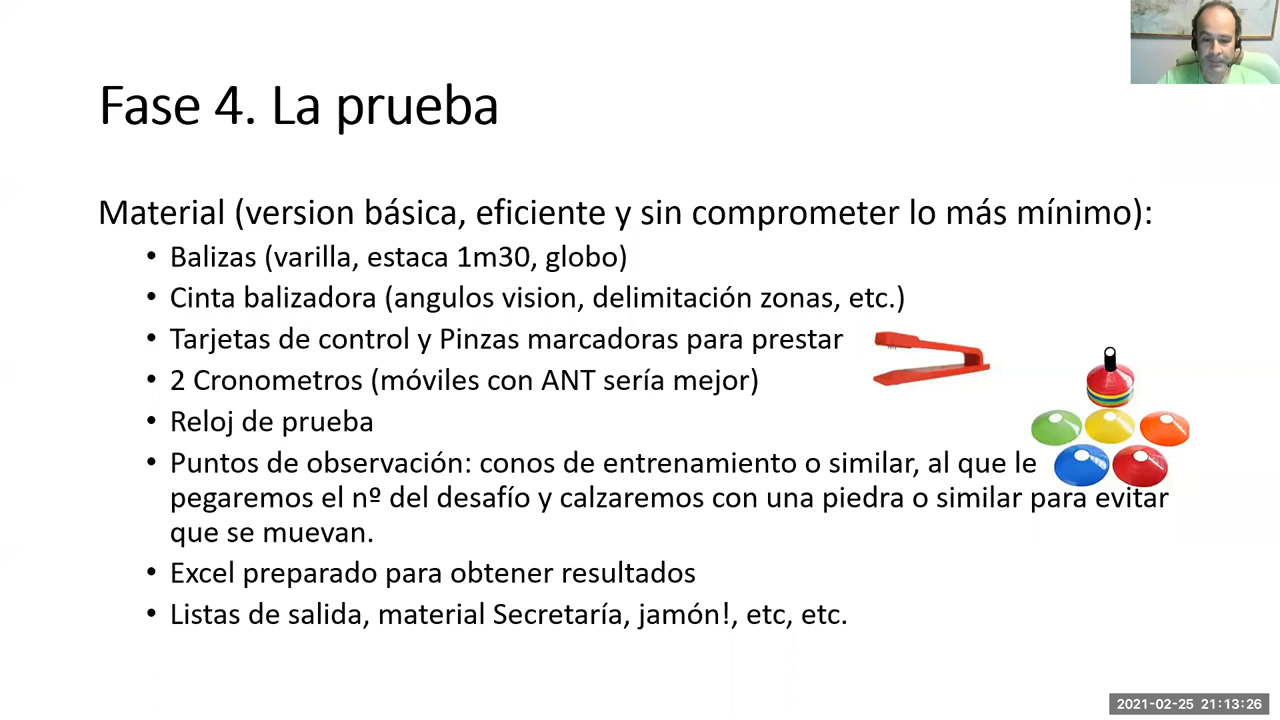 Fase 4. La prueba
Material (version básica, eficiente y sin comprometer lo más mínimo):
• Balizas (varilla, estaca 1m30, globo)
• Cinta balizadora (angulos vision, delimitación zonas, etc.)
• Tarjetas de control y Pinzas marcadoras para prestar
• 2 Cronometros (móviles con ANT sería mejor)
• Reloj de prueba
• Puntos de observación: conos de entrenamiento o similar, al que le
pegaremos el nº del desafío y calzaremos con una piedra o similar para evitar
que se muevan.
• Excel preparado para obtener resultados
• Listas de salida, material Secretaría, jamón!, etc, etc.
2021-02-25 21:13:26